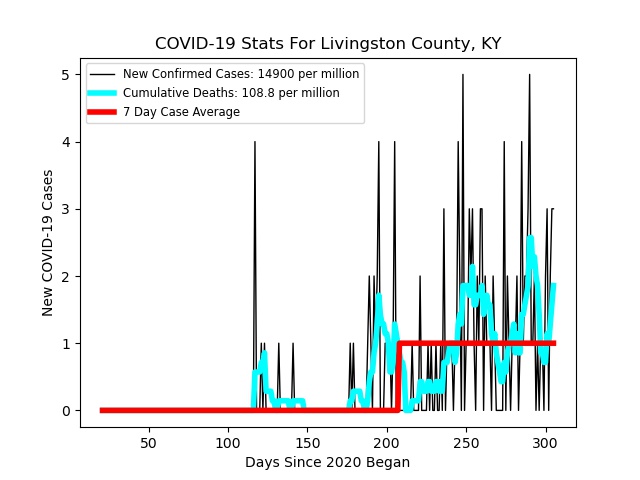 COVID-19 Stats For Livingston County, KY
New Confirmed Cases: 14900 per million
Cumulative Deaths: 108.8 per million
7 Day Case Average
New COVID-19 Cases
5
4
3
2
1
0
50 100 150 200 250 300
Days Since 2020 Began